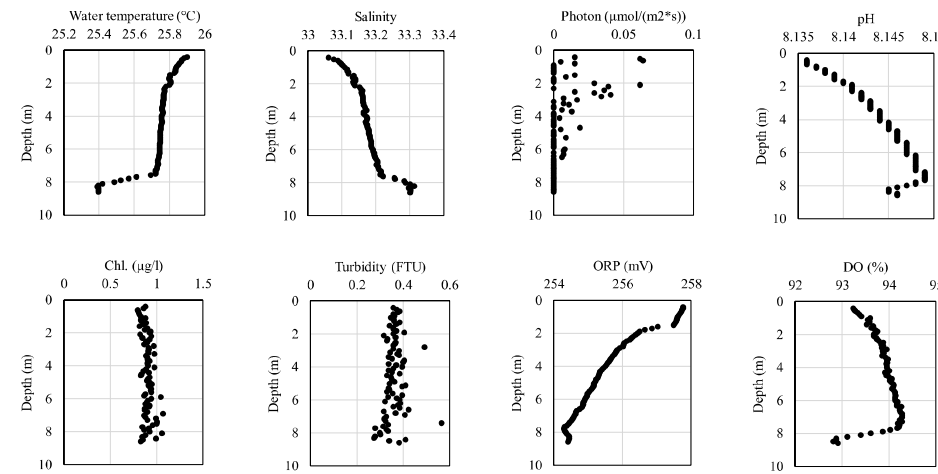 Water temperature (°C)
25.2 25.4 25.6 25.8 26
0
2
4
6
8
10
Depth (m)
Salinity
33 33.1 33.2 33.3 33.4
0
2
4
6
8
10
Depth (m)
Photon (μmol/(m2*s))
0 0.05 0.1
0
2
4
6
8
10
Depth (m)
pH
8.135 8.14 8.145 8.1
0
2
4
6
8
10
Depth (m)
Chl. (μg/l)
0 0.5 1 1.5
0
2
4
6
8
10
Depth (m)
Turbidity (FTU)
0 0.2 0.4 0.6
0
2
4
6
8
10
Depth (m)
ORP (mV)
254 256 258
0
2
4
6
8
10
Depth (m)
DO (%)
92 93 94 95
0
2
4
6
8
10
Depth (m)